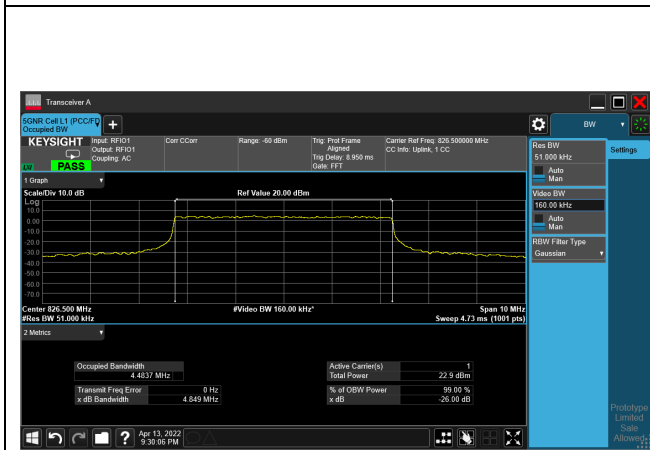 Transceiver A
5GNR Cell L1 (PCC/FD
Occupied BW
BW
KEYSIGHT
PASS
Input: RFIO1
Output: RFIO1
Coupling: AC
Corr CCorr
Range: -60 dBm
Trig: Prot Frame
Aligned
Trig Delay: 8.950 ms
Gate: FFT
Carrier Ref Freq: 826.500000 MHz
CC Info: Uplink, 1 CC
Res BW
51.000 kHz
Auto
Man
Video BW
160.00 kHz
Auto
Man
RBW Filter Type
Gaussian
Settings
1 Graph
Scale/Div 10.0 dB
Ref Value 20.00 dBm
Log
10.0
0.00
-10.0
-20.0
-30.0
-40.0
-50.0
-60.0
-70.0
Center 826.500 MHz
#Video BW 160.00 kHz*
Span 10 MHz
#Res BW 51.000 kHz
Sweep 4.73 ms (1001 pts)
2 Metrics
Occupied Bandwidth
4.4837 MHz
Transmit Freq Error 0 Hz
x dB Bandwidth 4.849 MHz
Active Carrier(s) 1
Total Power 22.9 dBm
% of OBW Power 99.00 %
x dB -26.00 dB
Apr 13, 2022
9:30:06 PM
Prototype
Limited
Sale
Allowed